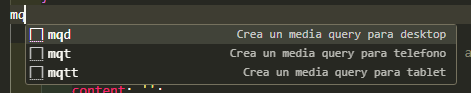 mq
mqd Crea un media query para desktop
mqt Crea un media query para telefono
mqtt Crea un media query para tablet
content: '';